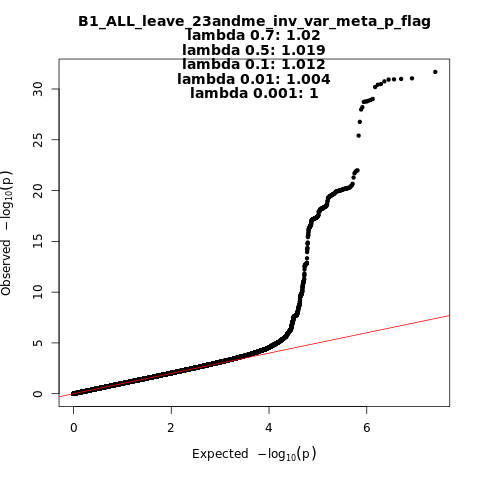 B1_ALL_leave_23andme_inv_var_meta_p_flag
lambda 0.7: 1.02
lambda 0.5: 1.019
lambda 0.1: 1.012
lambda 0.01: 1.004
lambda 0.001: 1
Observed −log10(p)
30
25
20
15
10
5
0
0 2 4 6
Expected −log10(p)